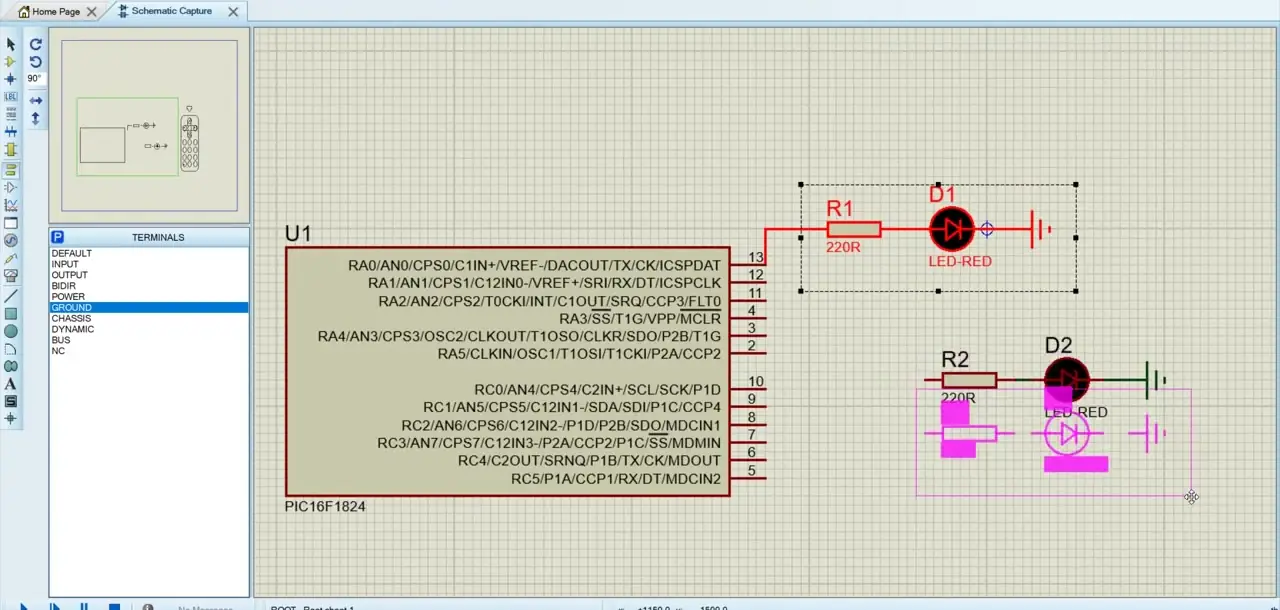 Home Page
Schematic Capture
90°
P TERMINALS
DEFAULT
INPUT
OUTPUT
BIDIR
POWER
GROUND
CHASSIS
DYNAMIC
BUS
NC
LBL
A
S
U1
RA0/AN0/CPS0/C1IN+/VREF-/DACOUT/TX/CK/ICSPDAT 13
RA1/AN1/CPS1/C12IN0-/VREF+/SRI/RX/DT/ICSPCLK 12
RA2/AN2/CPS2/T0CKI/INT/C1OUT/SRQ/CCP3/FLT0 11
RA3/SS/T1G/VPP/MCLR 4
RA4/AN3/CPS3/OSC2/CLKOUT/T1OSO/CLKR/SDO/P2B/T1G 3
RA5/CLKIN/OSC1/T1OSI/T1CKI/P2A/CCP2 2
RC0/AN4/CPS4/C2IN+/SCL/SCK/P1D 10
RC1/AN5/CPS5/C12IN1-/SDA/SDI/P1C/CCP4 9
RC2/AN6/CPS6/C12IN2-/P1D/P2B/SDO/MDCIN1 8
RC3/AN7/CPS7/C12IN3-/P2A/CCP2/P1C/SS/MDMIN 7
RC4/C2OUT/SRNQ/P1B/TX/CK/MDOUT 6
RC5/P1A/CCP1/RX/DT/MDCIN2 5
PIC16F1824
R1
220R
D1
LED-RED
R2
220R
D2
LED-RED
No Messages
ROOT - Root sheet 1